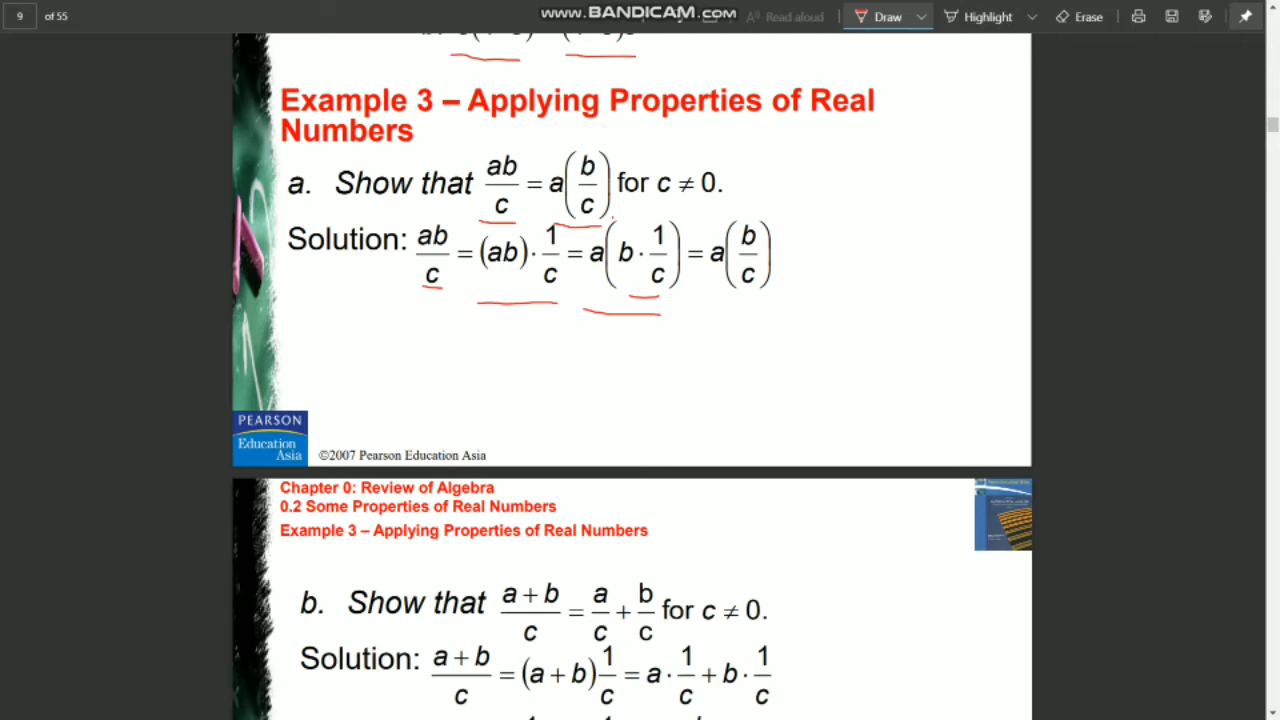 9 of 55
www.BANDICAM.com
Read aloud
Draw
Highlight
Erase
Example 3 – Applying Properties of Real
Numbers
a. Show that ab/c = a(b/c) for c ≠ 0.
Solution: ab/c = (ab) · 1/c = a(b · 1/c) = a(b/c)
PEARSON
Education
Asia
©2007 Pearson Education Asia
Chapter 0: Review of Algebra
0.2 Some Properties of Real Numbers
Example 3 – Applying Properties of Real Numbers
b. Show that a + b/c = a/c + b/c for c ≠ 0.
Solution: a + b/c = (a + b) 1/c = a · 1/c + b · 1/c